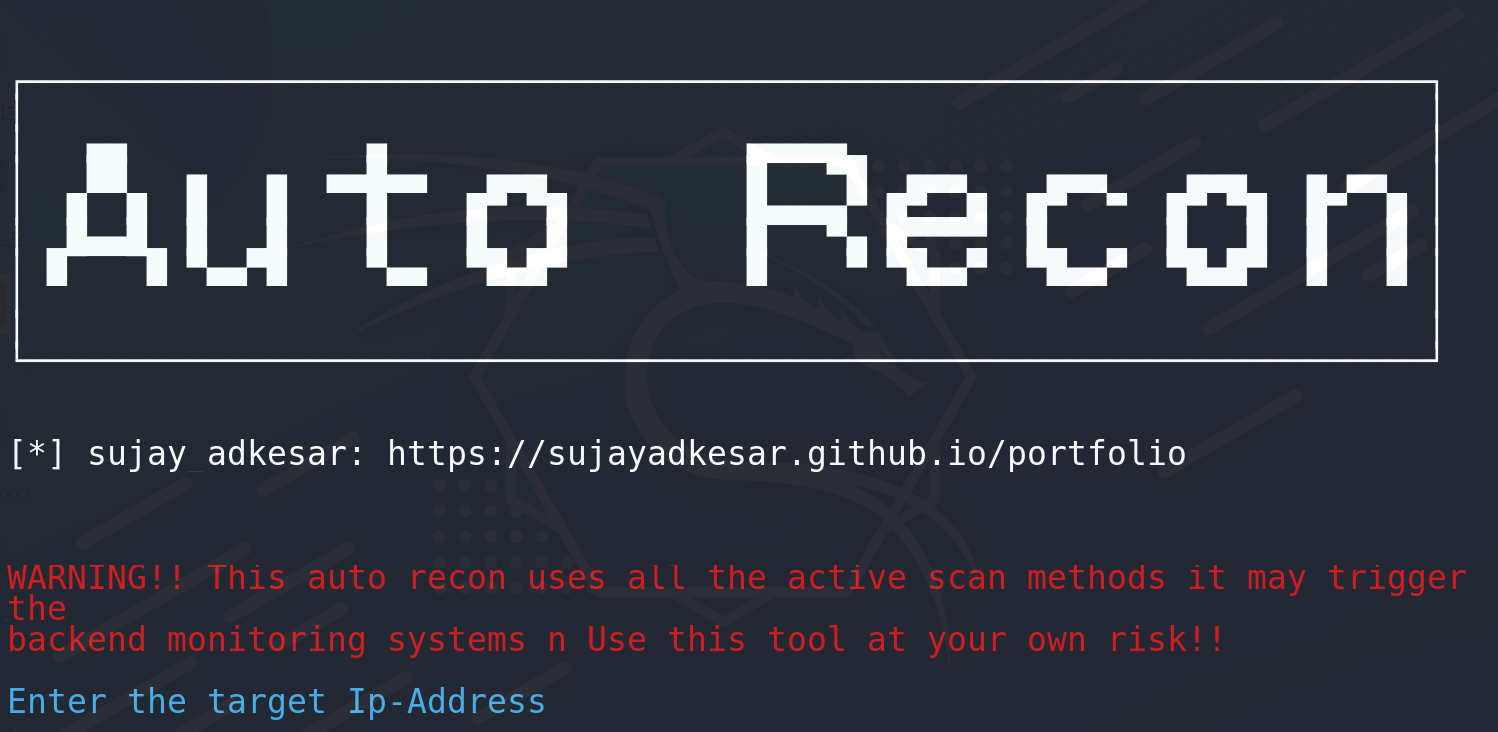 Auto Recon
[*] sujay_adkesar: https://sujayadkesar.github.io/portfolio
WARNING!! This auto recon uses all the active scan methods it may trigger
the
backend monitoring systems n Use this tool at your own risk!!
Enter the target Ip-Address